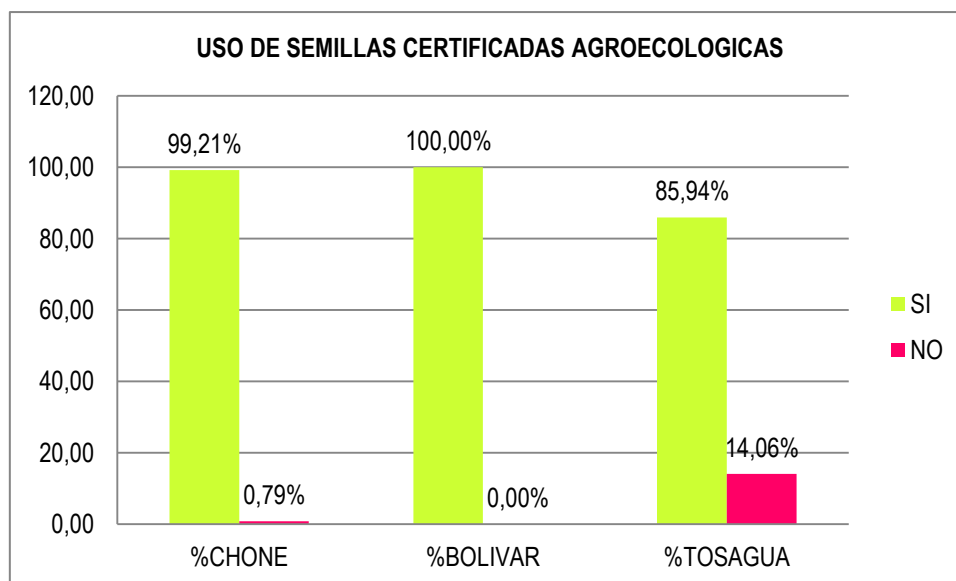 USO DE SEMILLAS CERTIFICADAS AGROECOLOGICAS
120,00
100,00
80,00
60,00
40,00
20,00
0,00
99,21%
0,79%
100,00%
0,00%
85,94%
14,06%
%CHONE
%BOLIVAR
%TOSAGUA
SI
NO